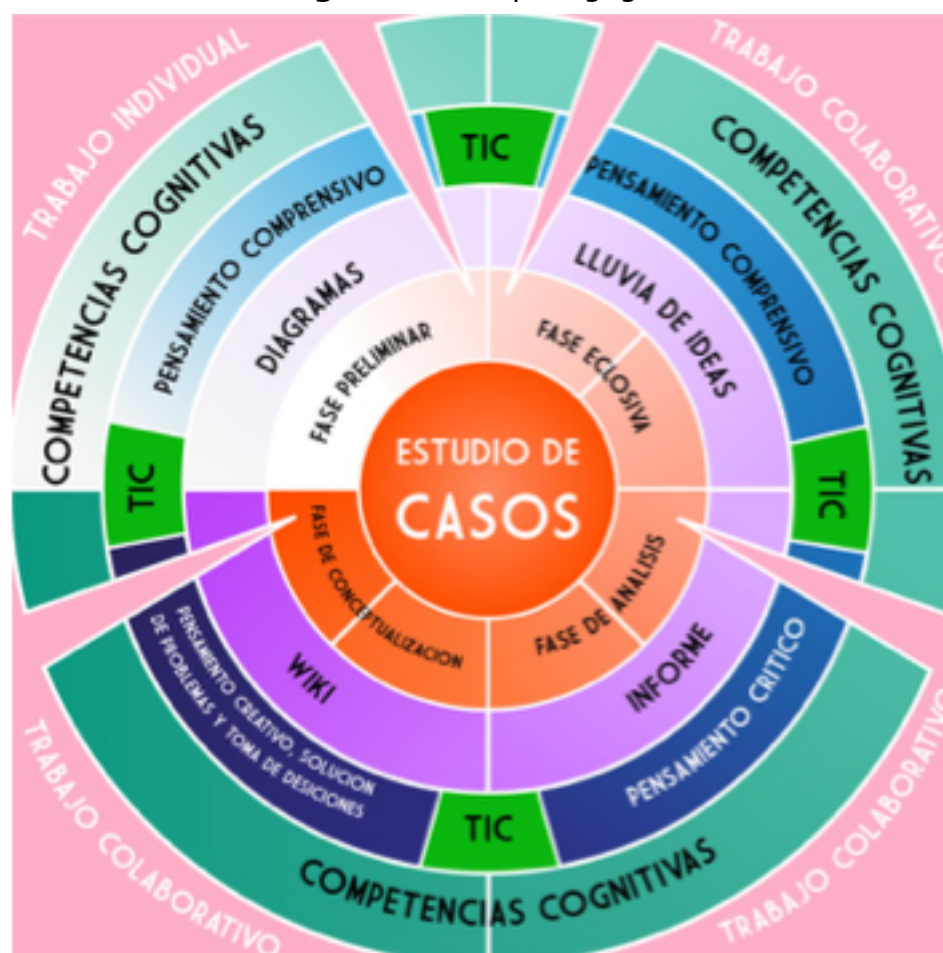 TRABAJO INDIVIDUAL
COMPETENCIAS COGNITIVAS
PENSAMIENTO COMPRENSIVO
DIAGRAMAS
FASE PRELIMINAR
TIC
TRABAJO COLABORATIVO
COMPETENCIAS COGNITIVAS
PENSAMIENTO COMPRENSIVO
LLUVIA DE IDEAS
FASE ECLOSIVA
TIC
ESTUDIO DE
CASOS
TIC
FASE DE CONCEPTUALIZACION
WIKI
PENSAMIENTO CREATIVO, SOLUCION
DE PROBLEMAS Y TOMA DE DESICIONES
TRABAJO COLABORATIVO
FASE DE ANALISIS
INFORME
PENSAMIENTO CRITICO
TIC
COMPETENCIAS COGNITIVAS
TRABAJO COLABORATIVO